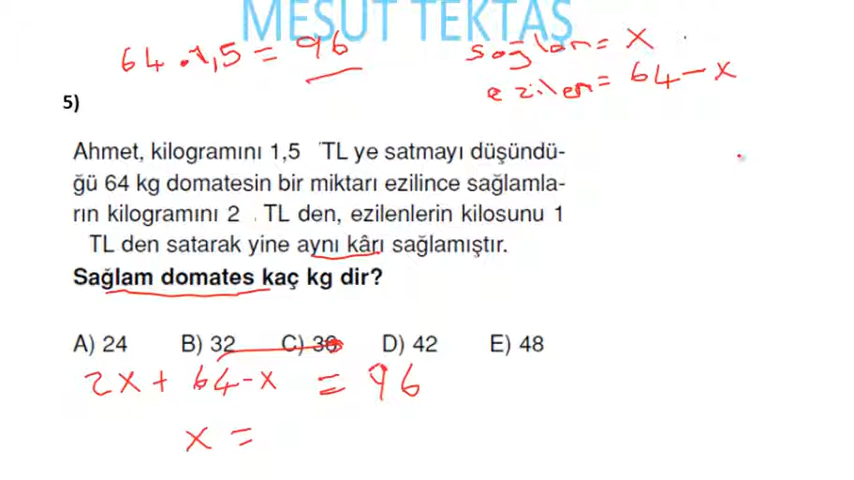 MESUT TEKTAŞ
64 . 1,5 = 96
sağlam = x
ezilen = 64 - x
5)
Ahmet, kilogramını 1,5 TL ye satmayı düşündü-
ğü 64 kg domatesin bir miktarı ezilince sağlamla-
rın kilogramını 2 TL den, ezilenlerin kilosunu 1
TL den satarak yine aynı kârı sağlamıştır.
Sağlam domates kaç kg dir?
A) 24 B) 32 C) 36 D) 42 E) 48
2x + 64 - x = 96
x =